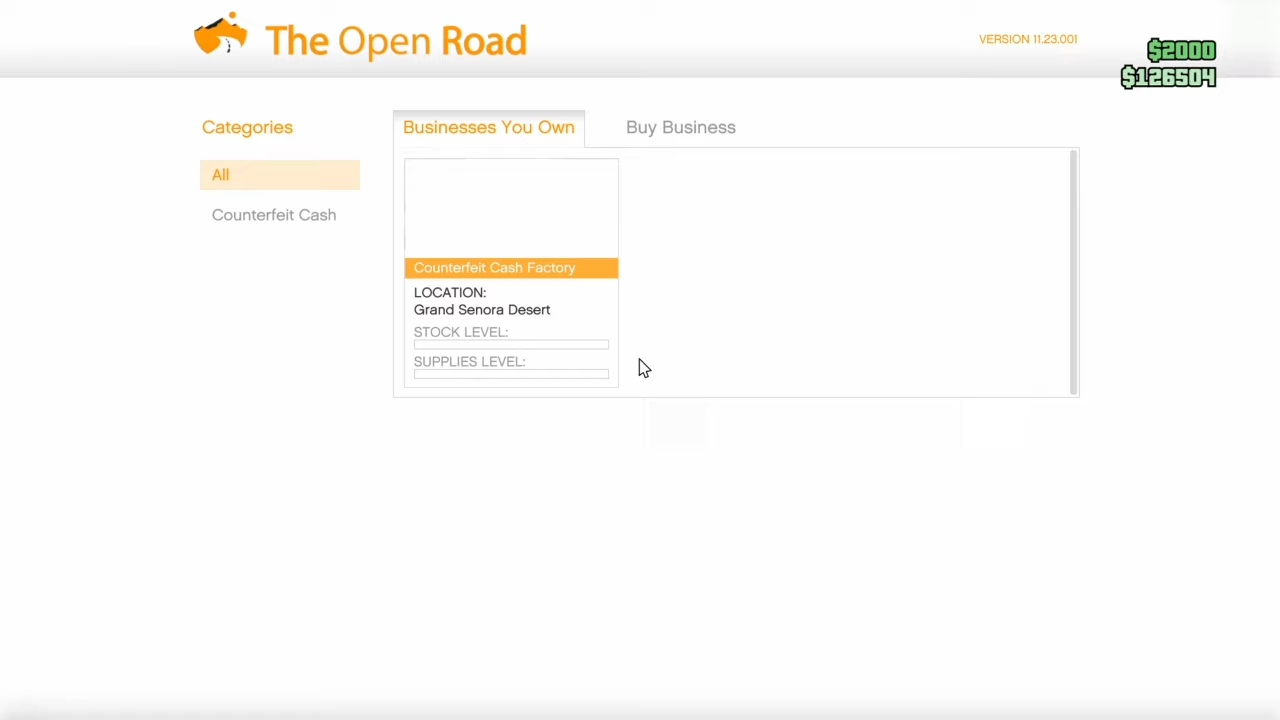 The Open Road
VERSION 11.23.001
$2000
$126504
Categories
All
Counterfeit Cash
Businesses You Own
Buy Business
Counterfeit Cash Factory
LOCATION:
Grand Senora Desert
STOCK LEVEL:
SUPPLIES LEVEL: